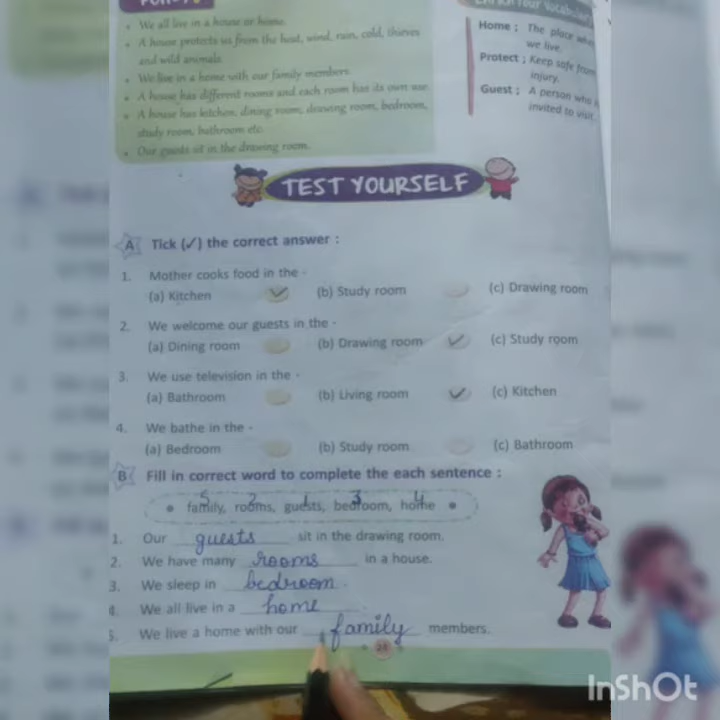 • We all live in a house or home.
• A house protects us from the heat, wind, rain, cold, thieves
and wild animals.
• We live in a home with our family members.
• A house has different rooms and each room has its own use.
• A house has kitchen, dining room, drawing room, bedroom,
study room, bathroom etc.
• Our guests sit in the drawing room.
Your Vocabulary
Home ; The place
we live.
Protect ; Keep safe from
injury.
Guest ; A person who
invited to visit.
TEST YOURSELF
A Tick (✓) the correct answer :
1. Mother cooks food in the -
(a) Kitchen ✓ (b) Study room (c) Drawing room
2. We welcome our guests in the -
(a) Dining room (b) Drawing room ✓ (c) Study room
3. We use television in the -
(a) Bathroom (b) Living room ✓ (c) Kitchen
4. We bathe in the -
(a) Bedroom (b) Study room (c) Bathroom
B Fill in correct word to complete the each sentence :
5 2 1 3 4
• family, rooms, guests, bedroom, home •
1. Our guests sit in the drawing room.
2. We have many rooms in a house.
3. We sleep in bedroom.
4. We all live in a home
5. We live a home with our family members.
InShOt